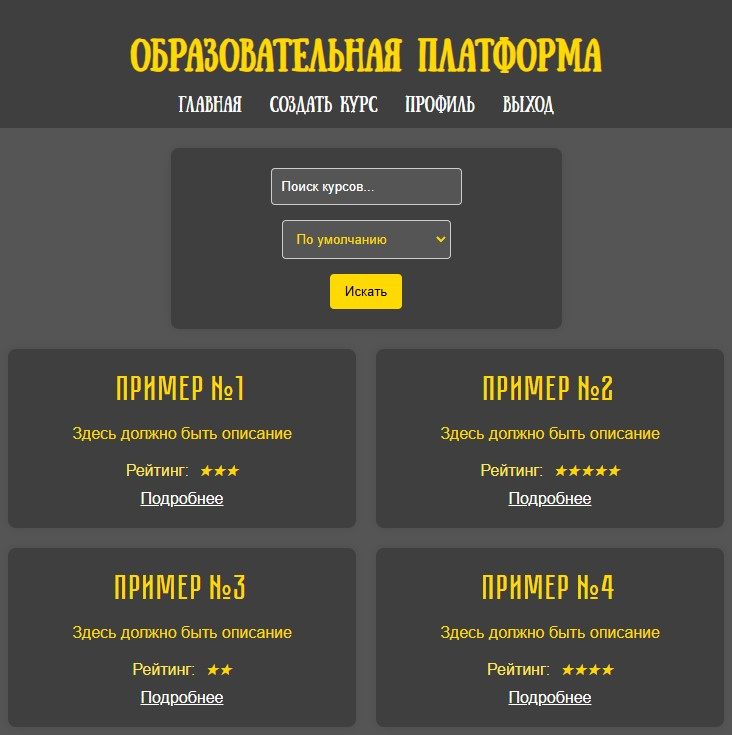 ОБРАЗОВАТЕЛЬНАЯ ПЛАТФОРМА
ГЛАВНАЯ СОЗДАТЬ КУРС ПРОФИЛЬ ВЫХОД
Поиск курсов...
По умолчанию
Искать
ПРИМЕР №1
Здесь должно быть описание
Рейтинг: ★★★
Подробнее
ПРИМЕР №2
Здесь должно быть описание
Рейтинг: ★★★★★
Подробнее
ПРИМЕР №3
Здесь должно быть описание
Рейтинг: ★★
Подробнее
ПРИМЕР №4
Здесь должно быть описание
Рейтинг: ★★★★
Подробнее